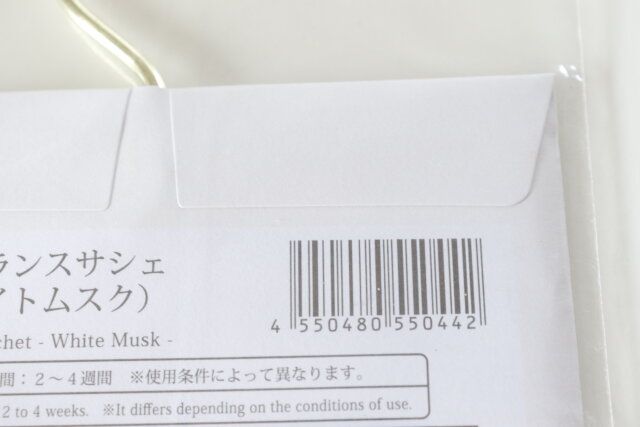 ランスサシェ
アトムスク）
chet - White Musk -
4 550480 550442
間：２～４週間 ※使用条件によって異なります。
2 to 4 weeks. ※It differs depending on the conditions of use.